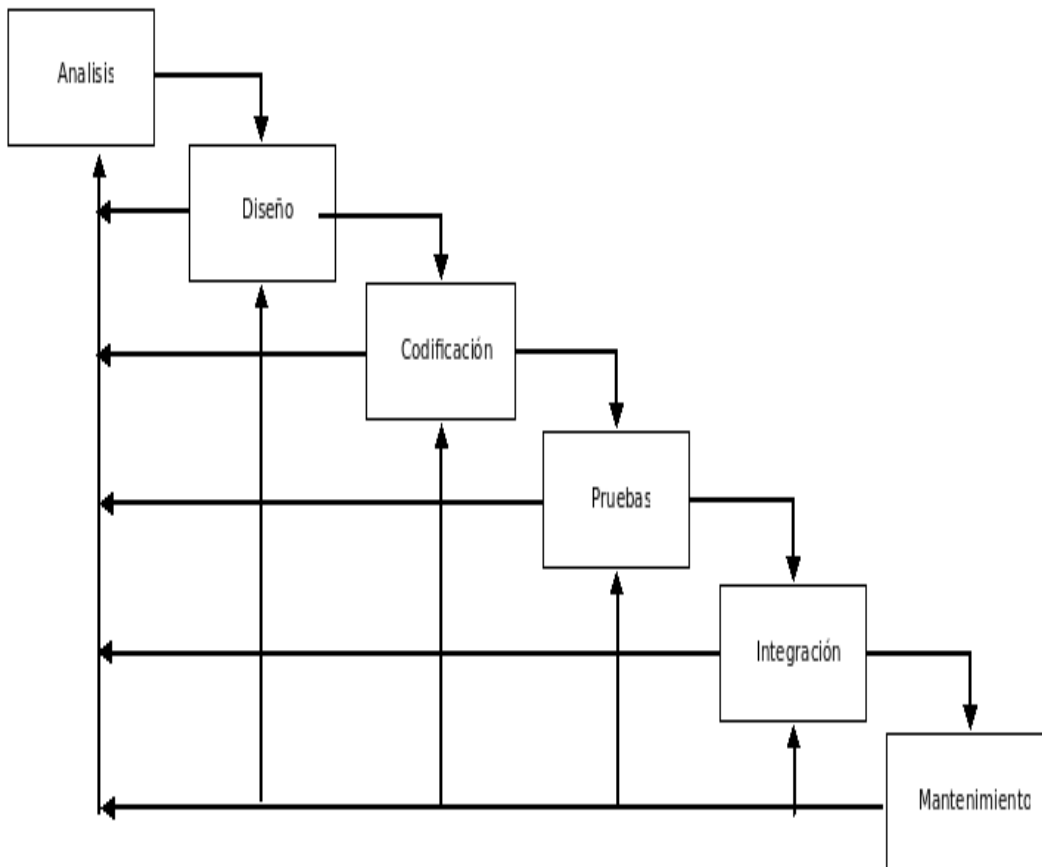 Analisis
Diseño
Codificación
Pruebas
Integración
Mantenimiento